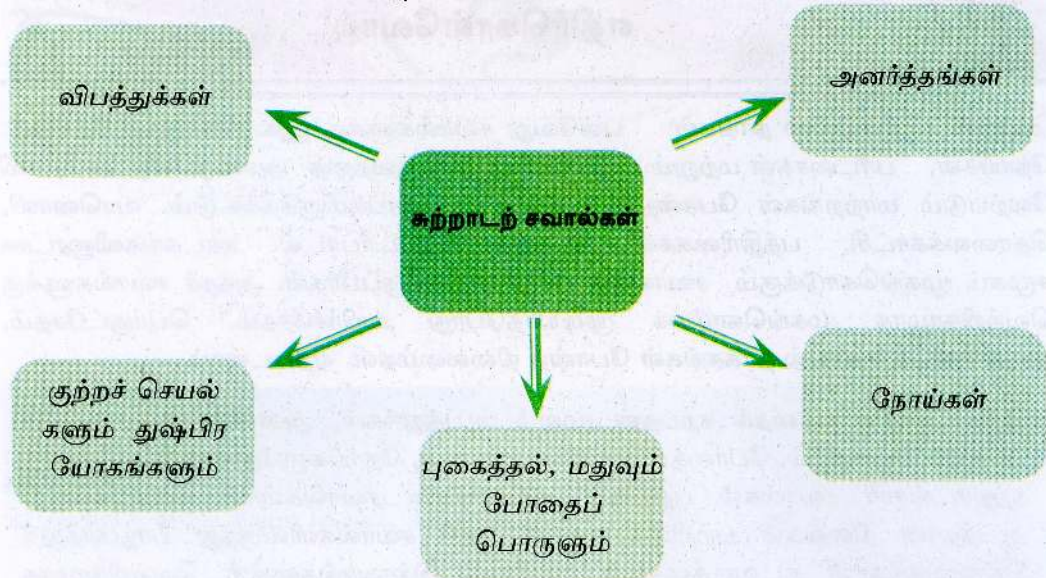 விபத்துக்கள்
அனர்த்தங்கள்
சுற்றாடற் சவால்கள்
குற்றச் செயல்
களும் துஷ்பிர
யோகங்களும்
புகைத்தல், மதுவும்
போதைப்
பொருளும்
நோய்கள்